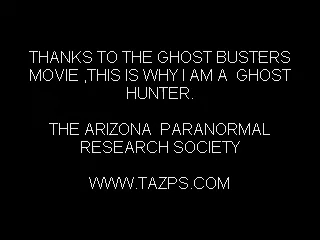 THANKS TO THE GHOST BUSTERS
MOVIE ,THIS IS WHY I AM A  GHOST
HUNTER.
THE ARIZONA  PARANORMAL
RESEARCH SOCIETY
WWW.TAZPS.COM